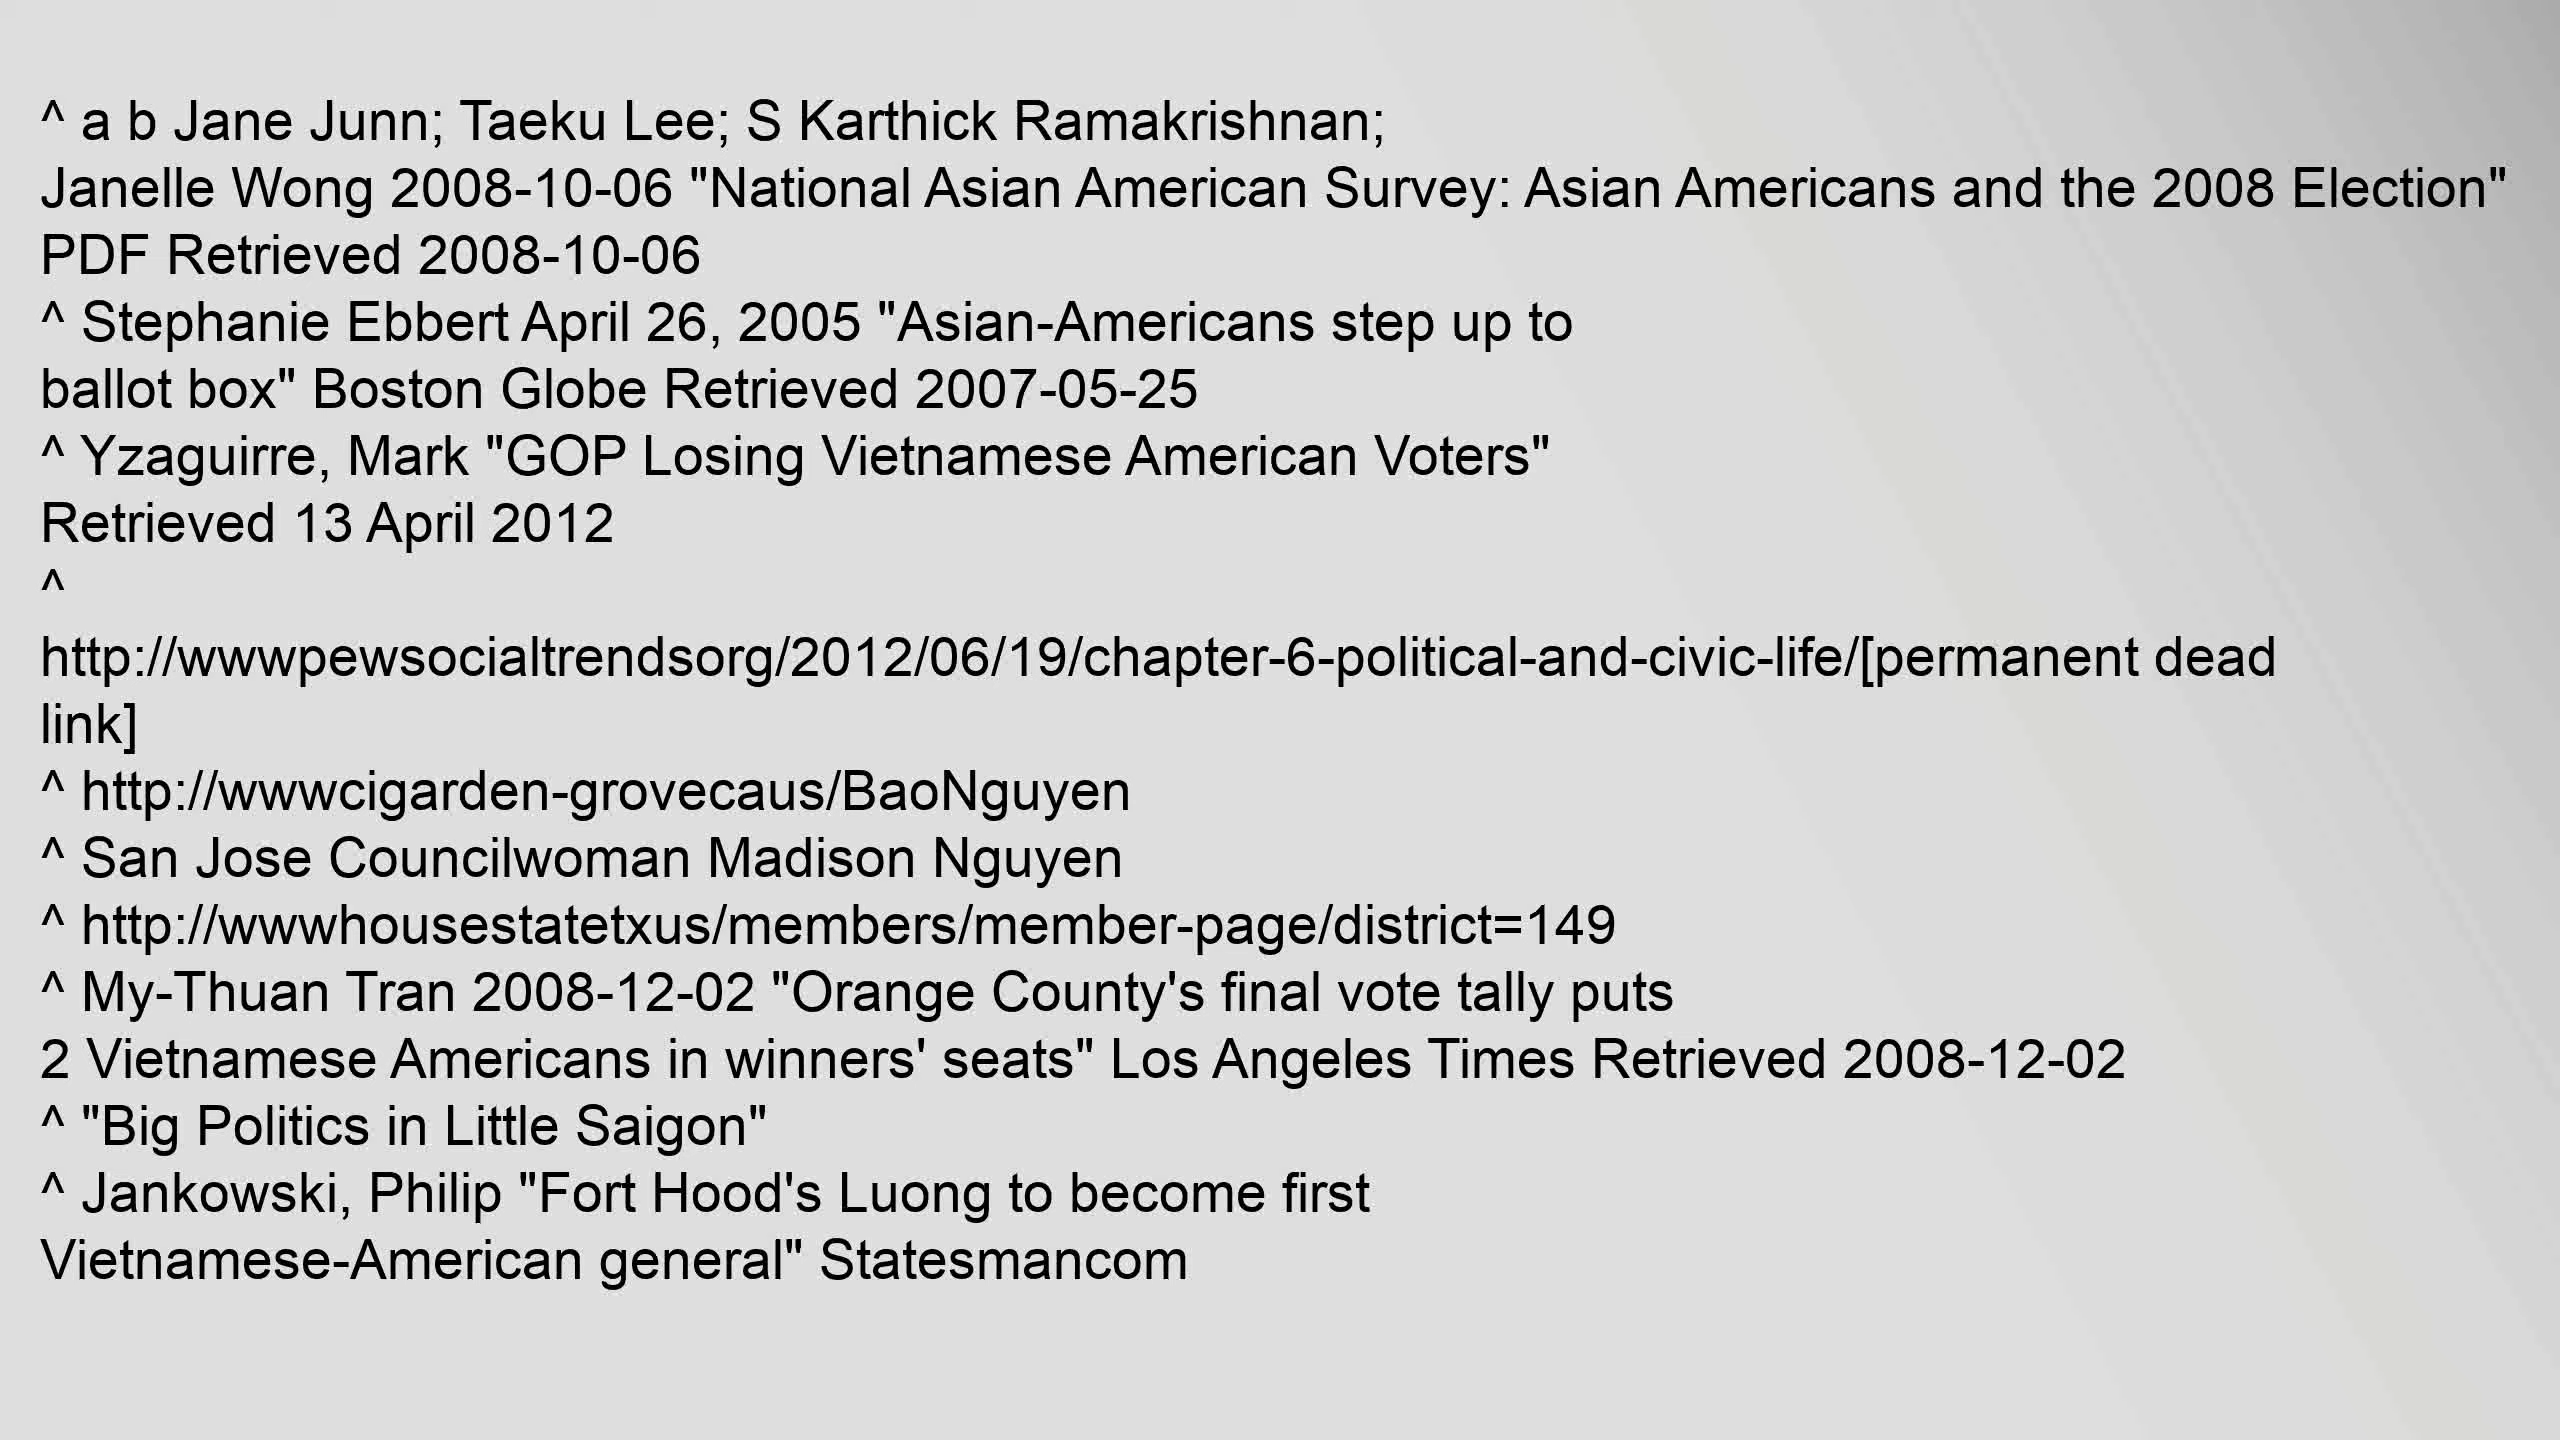 ^ a b Jane Junn; Taeku Lee; S Karthick Ramakrishnan;
Janelle Wong 2008-10-06 "National Asian American Survey: Asian Americans and the 2008 Election"
PDF Retrieved 2008-10-06
^ Stephanie Ebbert April 26, 2005 "Asian-Americans step up to
ballot box" Boston Globe Retrieved 2007-05-25
^ Yzaguirre, Mark "GOP Losing Vietnamese American Voters"
Retrieved 13 April 2012
^
http://wwwpewsocialtrendsorg/2012/06/19/chapter-6-political-and-civic-life/[permanent dead
link]
^ http://wwwcigarden-grovecaus/BaoNguyen
^ San Jose Councilwoman Madison Nguyen
^ http://wwwhousestatetxus/members/member-page/district=149
^ My-Thuan Tran 2008-12-02 "Orange County's final vote tally puts
2 Vietnamese Americans in winners' seats" Los Angeles Times Retrieved 2008-12-02
^ "Big Politics in Little Saigon"
^ Jankowski, Philip "Fort Hood's Luong to become first
Vietnamese-American general" Statesmancom